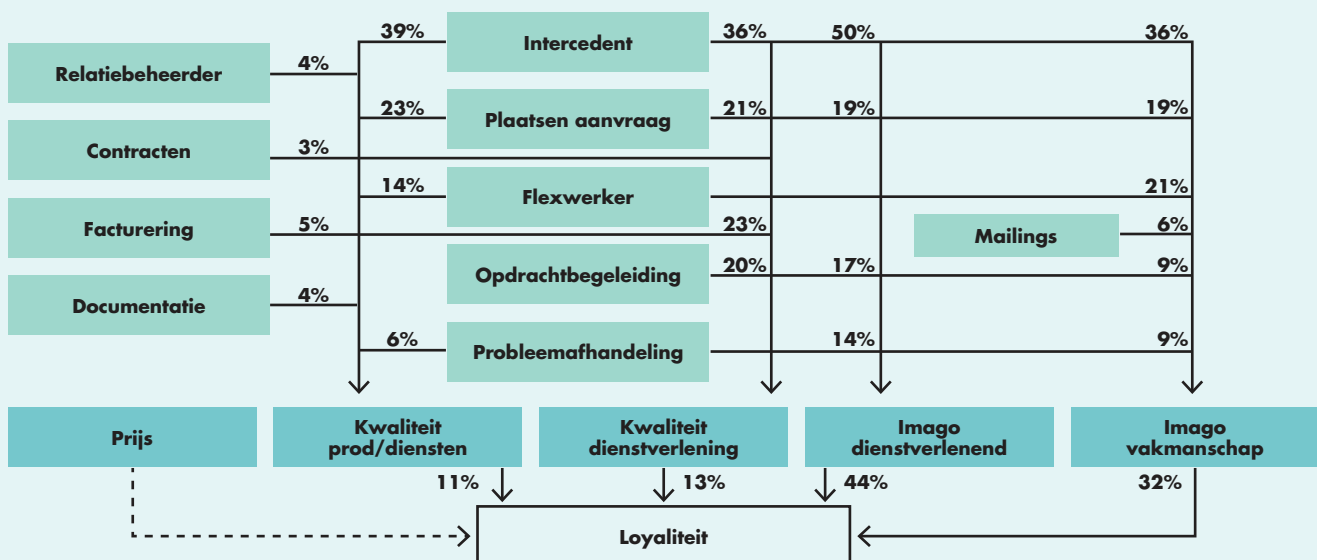 39% Intercedent 36% 50% 36%
Relatiebeheerder 4%
23% Plaatsen aanvraag 21% 19% 19%
Contracten 3%
14% Flexwerker 21%
Facturering 5% 23% Mailings 6%
Opdrachtbegeleiding 20% 17% 9%
Documentatie 4%
6% Probleemafhandeling 14% 9%
Prijs
Kwaliteit
prod/diensten
Kwaliteit
dienstverlening
Imago
dienstverlenend
Imago
vakmanschap
11% 13% 44% 32%
Loyaliteit